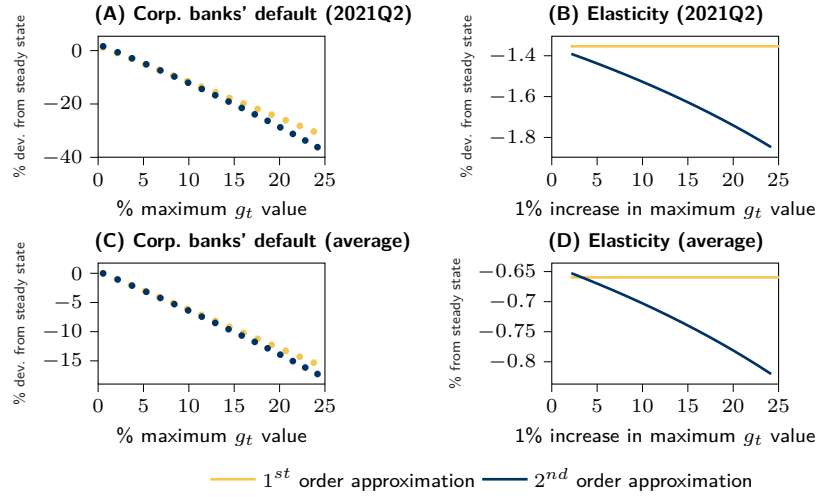 (A) Corp. banks' default (2021Q2)
% dev. from steady state
0
−20
−40
0 5 10 15 20 25
% maximum g_t value
(B) Elasticity (2021Q2)
% dev. from steady state
−1.4
−1.6
−1.8
0 5 10 15 20 25
1% increase in maximum g_t value
(C) Corp. banks' default (average)
% dev. from steady state
0
−5
−10
−15
0 5 10 15 20 25
% maximum g_t value
(D) Elasticity (average)
% from steady state
−0.65
−0.7
−0.75
−0.8
0 5 10 15 20 25
1% increase in maximum g_t value
1^{st} order approximation 2^{nd} order approximation